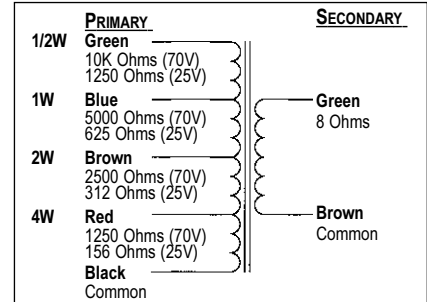 PRIMARY
SECONDARY
1/2W Green
10K Ohms (70V)
1250 Ohms (25V)
1W Blue
5000 Ohms (70V)
625 Ohms (25V)
2W Brown
2500 Ohms (70V)
312 Ohms (25V)
4W Red
1250 Ohms (70V)
156 Ohms (25V)
Black
Common
Green
8 Ohms
Brown
Common